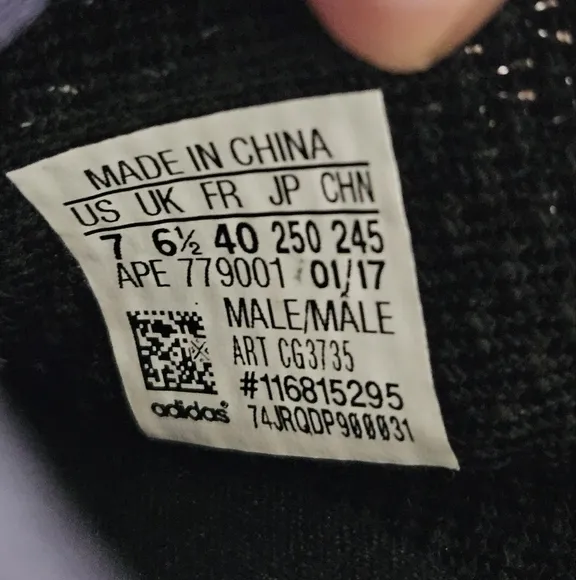 MADE IN CHINA
US UK FR JP CHN
7 6½ 40 250 245
APE 779001 01/17
MALE/MÂLE
ART CG3735
#116815295
adidas
74JRQDP900031